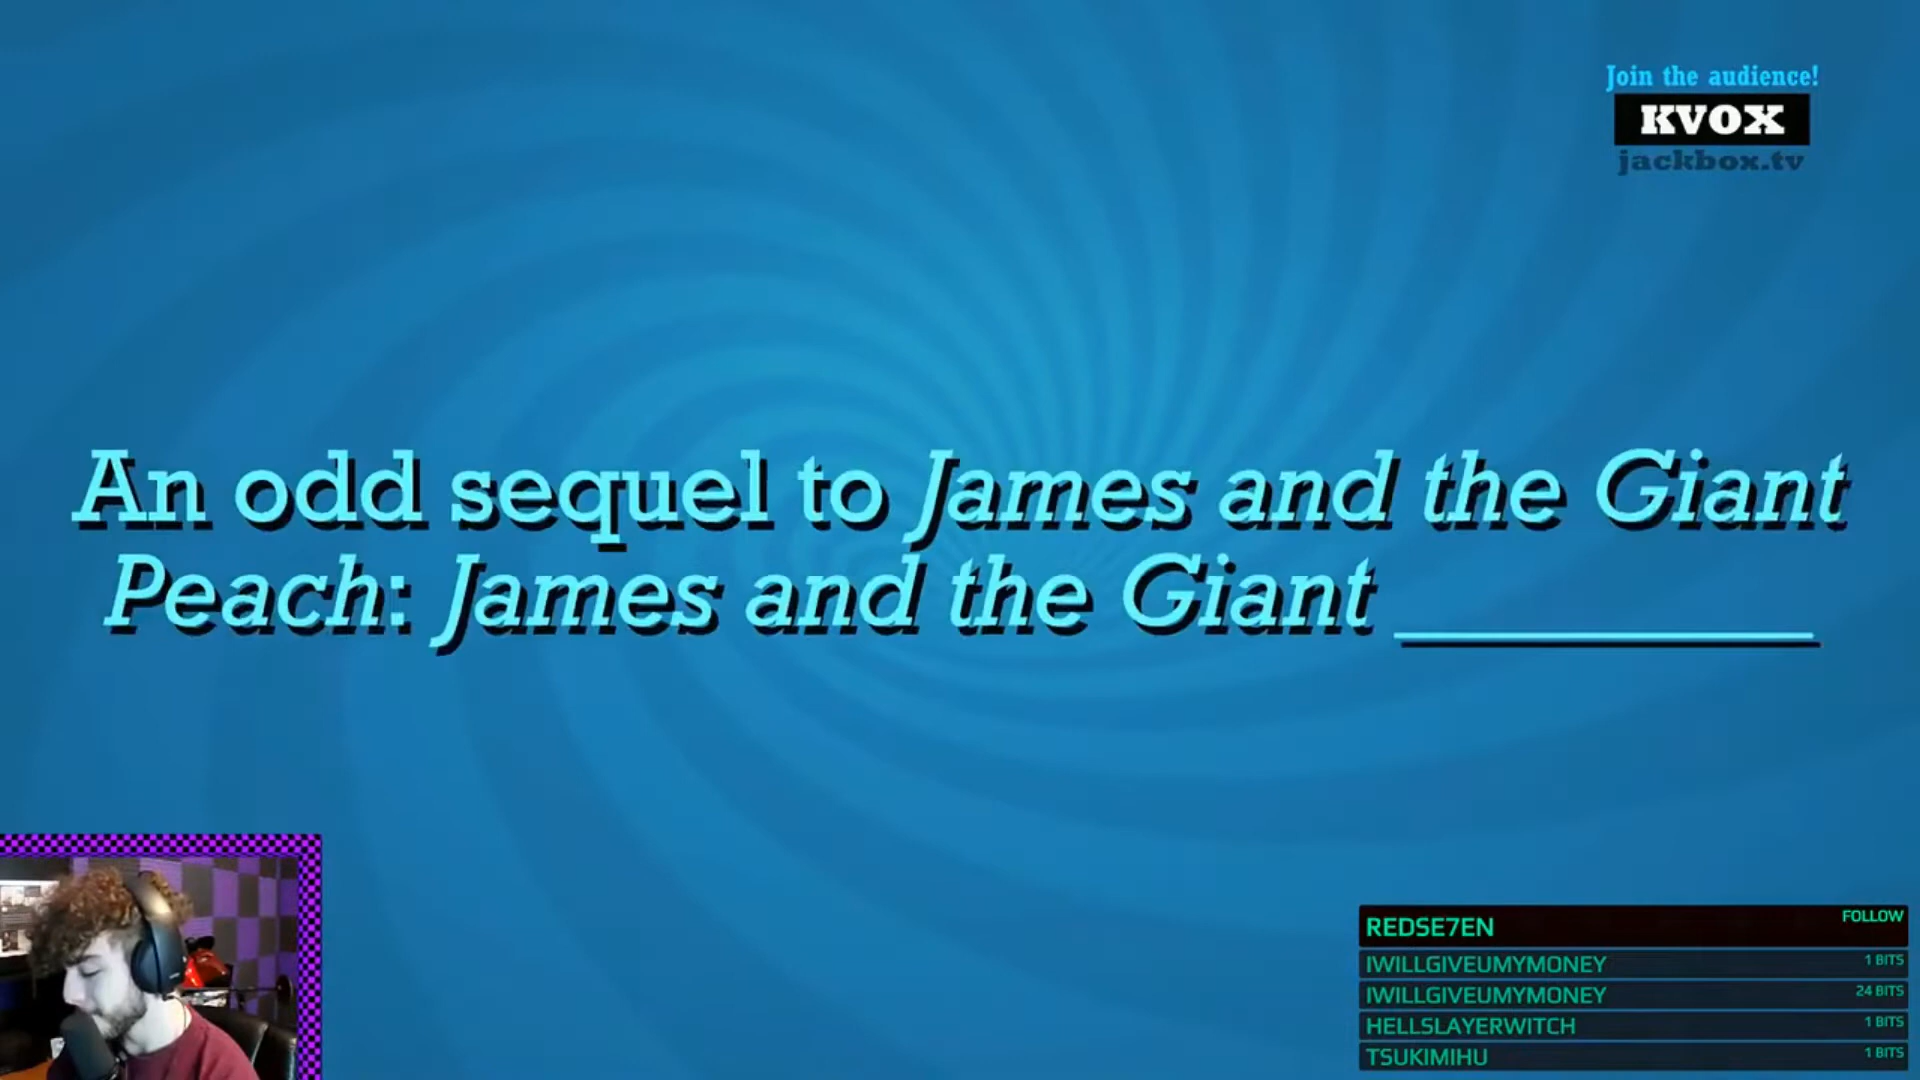 Join the audience!
KVOX
jackbox.tv
An odd sequel to James and the Giant
Peach: James and the Giant __________
REDSE7EN FOLLOW
IWILLGIVEUMYMONEY 1 BITS
IWILLGIVEUMYMONEY 24 BITS
HELLSLAYERWITCH 1 BITS
TSUKIMIHU 1 BITS